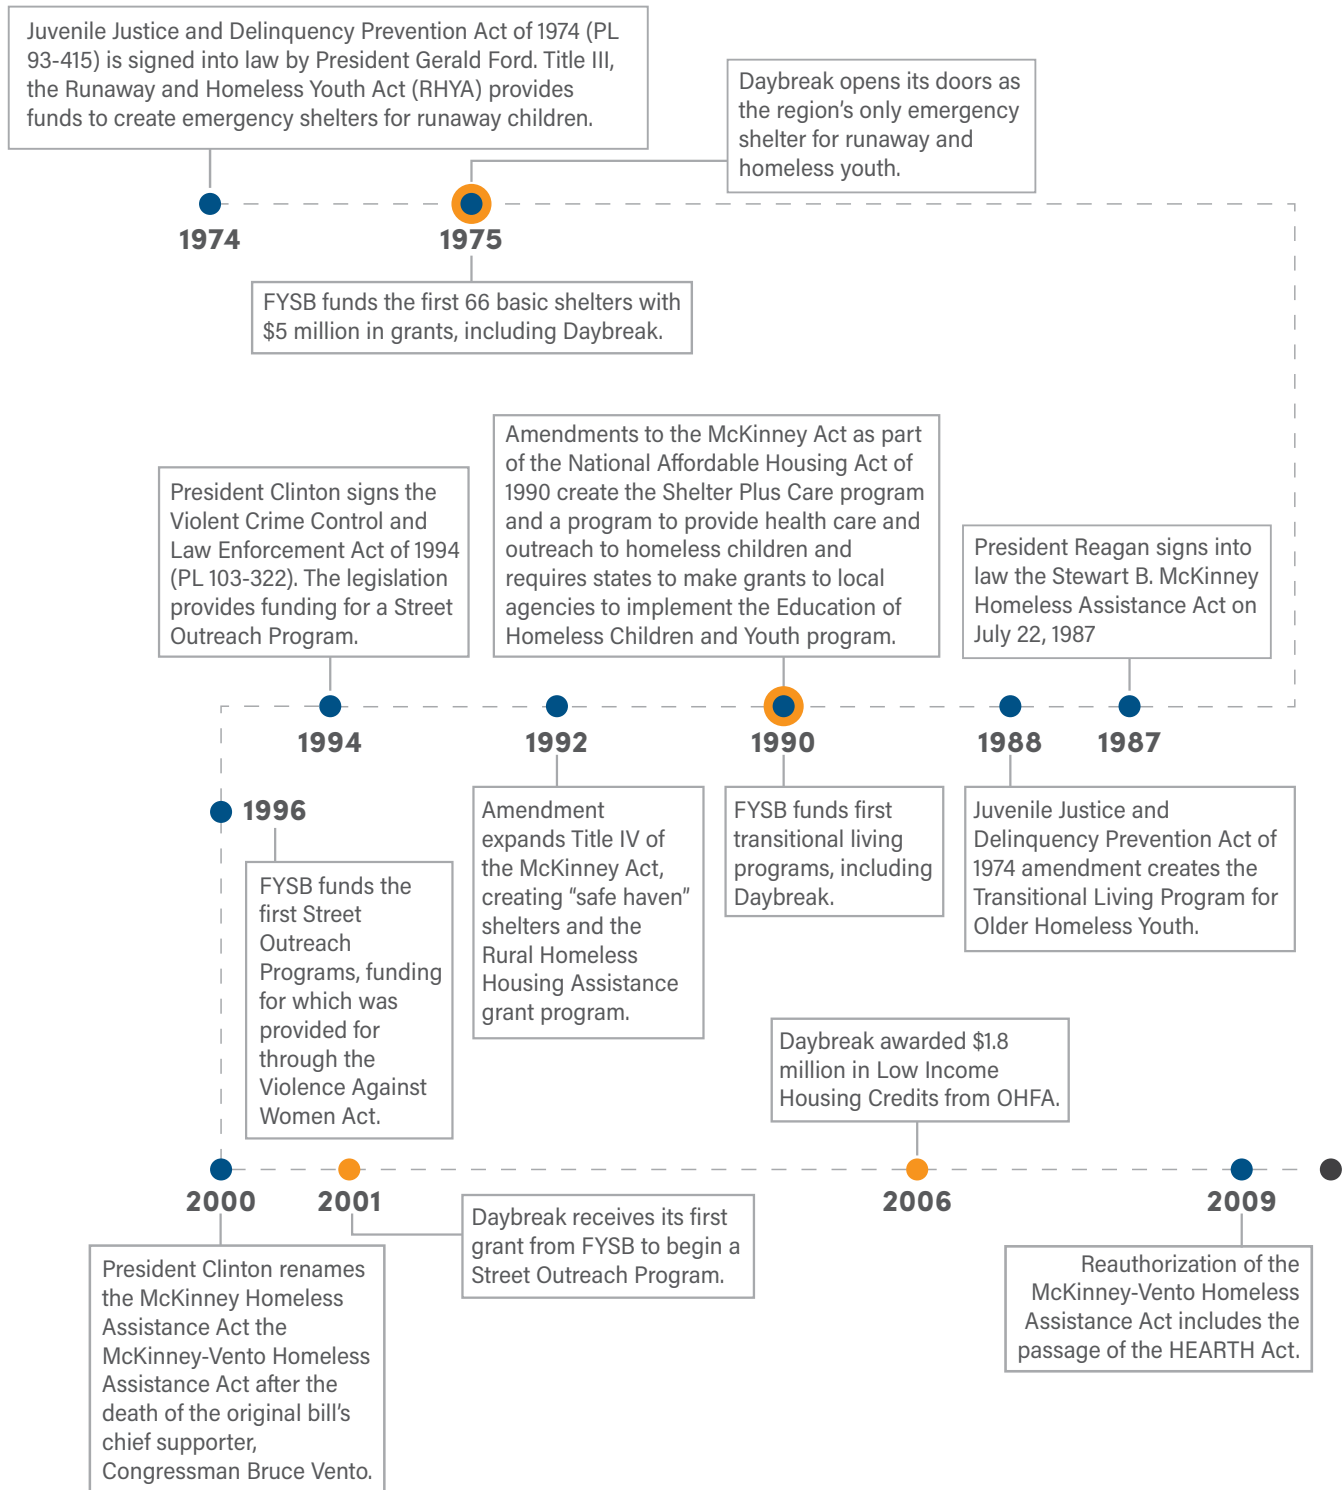 Juvenile Justice and Delinquency Prevention Act of 1974 (PL
93-415) is signed into law by President Gerald Ford. Title III,
the Runaway and Homeless Youth Act (RHYA) provides
funds to create emergency shelters for runaway children.
Daybreak opens its doors as
the region's only emergency
shelter for runaway and
homeless youth.
1974
1975
FYSB funds the first 66 basic shelters with
$5 million in grants, including Daybreak.
President Reagan signs into
law the Stewart B. McKinney
Homeless Assistance Act on
July 22, 1987
1987
1988
Juvenile Justice and
Delinquency Prevention Act of
1974 amendment creates the
Transitional Living Program for
Older Homeless Youth.
Amendments to the McKinney Act as part
of the National Affordable Housing Act of
1990 create the Shelter Plus Care program
and a program to provide health care and
outreach to homeless children and
requires states to make grants to local
agencies to implement the Education of
Homeless Children and Youth program.
1990
FYSB funds first
transitional living
programs, including
Daybreak.
1992
Amendment
expands Title IV of
the McKinney Act,
creating “safe haven”
shelters and the
Rural Homeless
Housing Assistance
grant program.
President Clinton signs the
Violent Crime Control and
Law Enforcement Act of 1994
(PL 103-322). The legislation
provides funding for a Street
Outreach Program.
1994
1996
FYSB funds the
first Street
Outreach
Programs, funding
for which was
provided for
through the
Violence Against
Women Act.
2000
President Clinton renames
the McKinney Homeless
Assistance Act the
McKinney-Vento Homeless
Assistance Act after the
death of the original bill's
chief supporter,
Congressman Bruce Vento.
2001
Daybreak receives its first
grant from FYSB to begin a
Street Outreach Program.
Daybreak awarded $1.8
million in Low Income
Housing Credits from OHFA.
2006
2009
Reauthorization of the
McKinney-Vento Homeless
Assistance Act includes the
passage of the HEARTH Act.